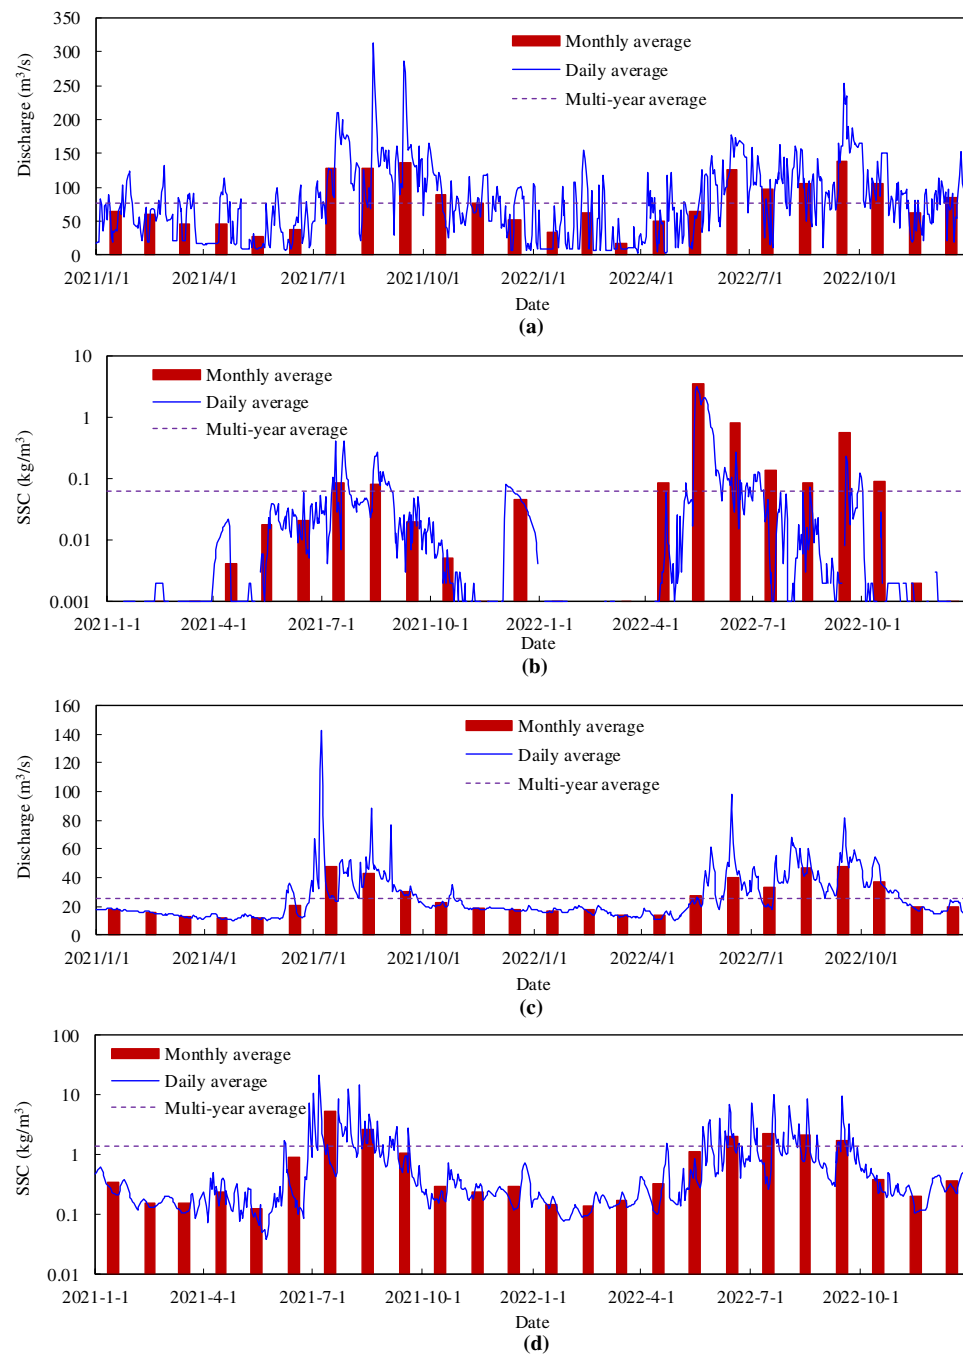 350
300
250
200
150
100
50
0
Discharge (m³/s)
Monthly average
Daily average
Multi-year average
2021/1/1 2021/4/1 2021/7/1 2021/10/1 2022/1/1 2022/4/1 2022/7/1 2022/10/1
Date
(a)
10
1
0.1
0.01
0.001
SSC (kg/m³)
Monthly average
Daily average
Multi-year average
2021-1-1 2021-4-1 2021-7-1 2021-10-1 2022-1-1 2022-4-1 2022-7-1 2022-10-1
Date
(b)
160
140
120
100
80
60
40
20
0
Discharge (m³/s)
Monthly average
Daily average
Multi-year average
2021/1/1 2021/4/1 2021/7/1 2021/10/1 2022/1/1 2022/4/1 2022/7/1 2022/10/1
Date
(c)
100
10
1
0.1
0.01
SSC (kg/m³)
Monthly average
Daily average
Multi-year average
2021-1-1 2021-4-1 2021-7-1 2021-10-1 2022-1-1 2022-4-1 2022-7-1 2022-10-1
Date
(d)